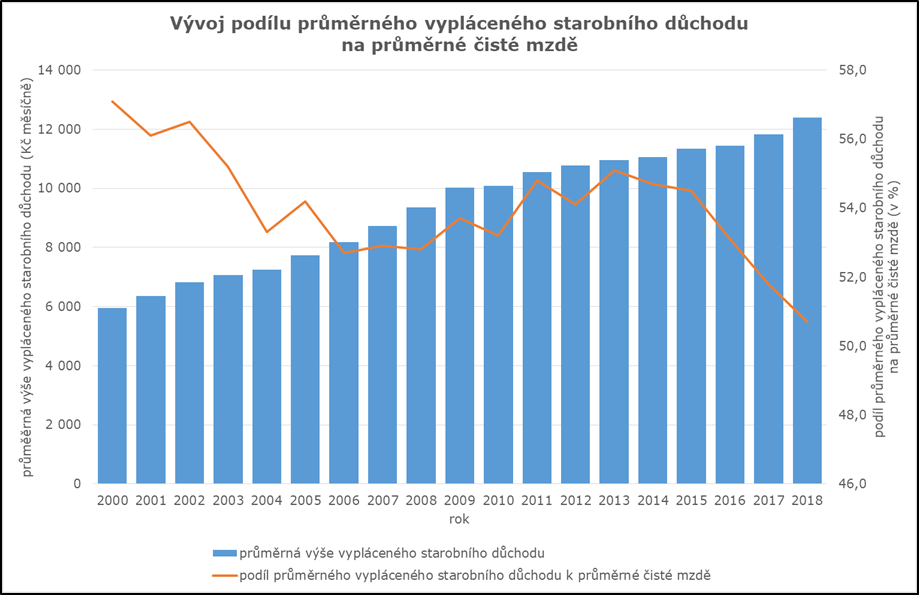 Vývoj podílu průměrného vypláceného starobního důchodu
na průměrné čisté mzdě
průměěrná výše vypláceného starobního důchodu (Kč měsíčně)
14 000
12 000
10 000
8 000
6 000
4 000
2 000
0
58,0
56,0
54,0
52,0
50,0
48,0
46,0
podíl průměrného vypláceného starobního důchodu
na průměrné čisté mzdě (v %)
2000 2001 2002 2003 2004 2005 2006 2007 2008 2009 2010 2011 2012 2013 2014 2015 2016 2017 2018
rok
průměrná výše vypláceného starobního důchodu
podíl průměrného vypláceného starobního důchodu k průměrné čisté mzdě